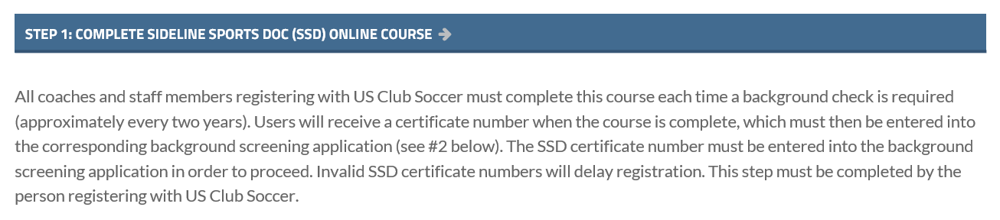 STEP 1: COMPLETE SIDELINE SPORTS DOC (SSD) ONLINE COURSE
All coaches and staff members registering with US Club Soccer must complete this course each time a background check is required
(approximately every two years). Users will receive a certificate number when the course is complete, which must then be entered into
the corresponding background screening application (see #2 below). The SSD certificate number must be entered into the background
screening application in order to proceed. Invalid SSD certificate numbers will delay registration. This step must be completed by the
person registering with US Club Soccer.